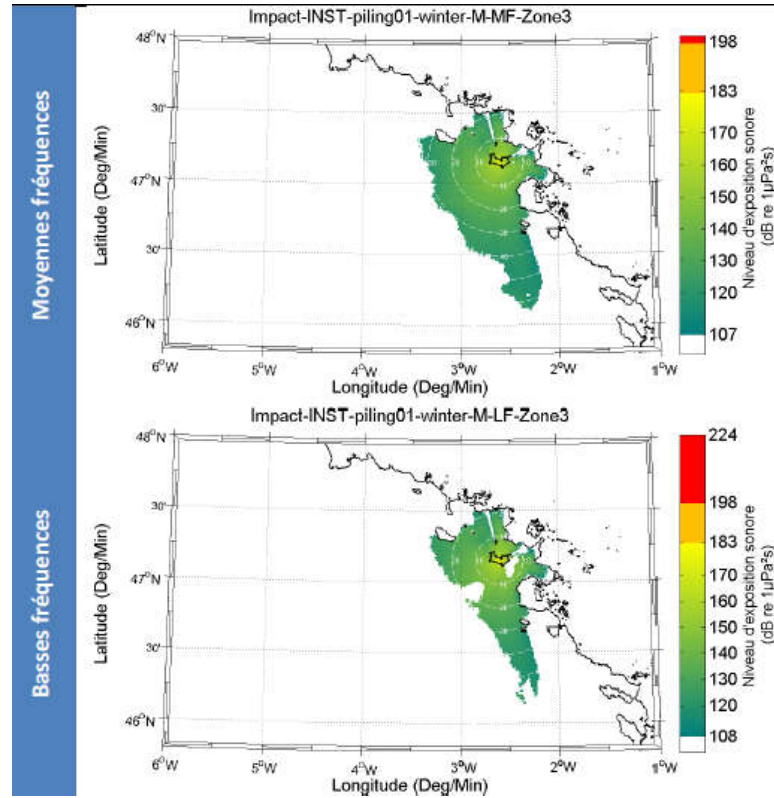 Moyennes fréquences
Impact-INST-piling01-winter-M-MF-Zone3
48°N
30'
47°N
30'
46°N
Latitude (Deg/Min)
6°W 5°W 4°W 3°W 2°W 1°W
Longitude (Deg/Min)
198
183
170
160
150
140
130
120
107
Niveau d'exposition sonore
(dB re 1µPa²s)
Basses fréquences
Impact-INST-piling01-winter-M-LF-Zone3
48°N
30'
47°N
30'
46°N
Latitude (Deg/Min)
6°W 5°W 4°W 3°W 2°W 1°W
Longitude (Deg/Min)
224
198
183
170
160
150
140
130
120
108
Niveau d'exposition sonore
(dB re 1µPa²s)